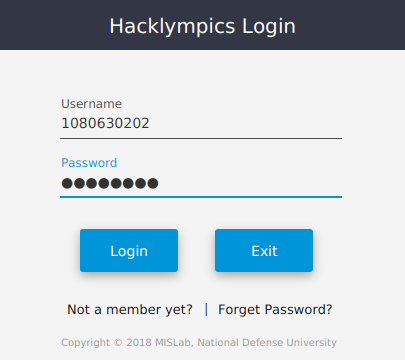 Hacklympics Login
Username
1080630202
Password
●●●●●●●●
Login Exit
Not a member yet? | Forget Password?
Copyright © 2018 MISLab, National Defense University